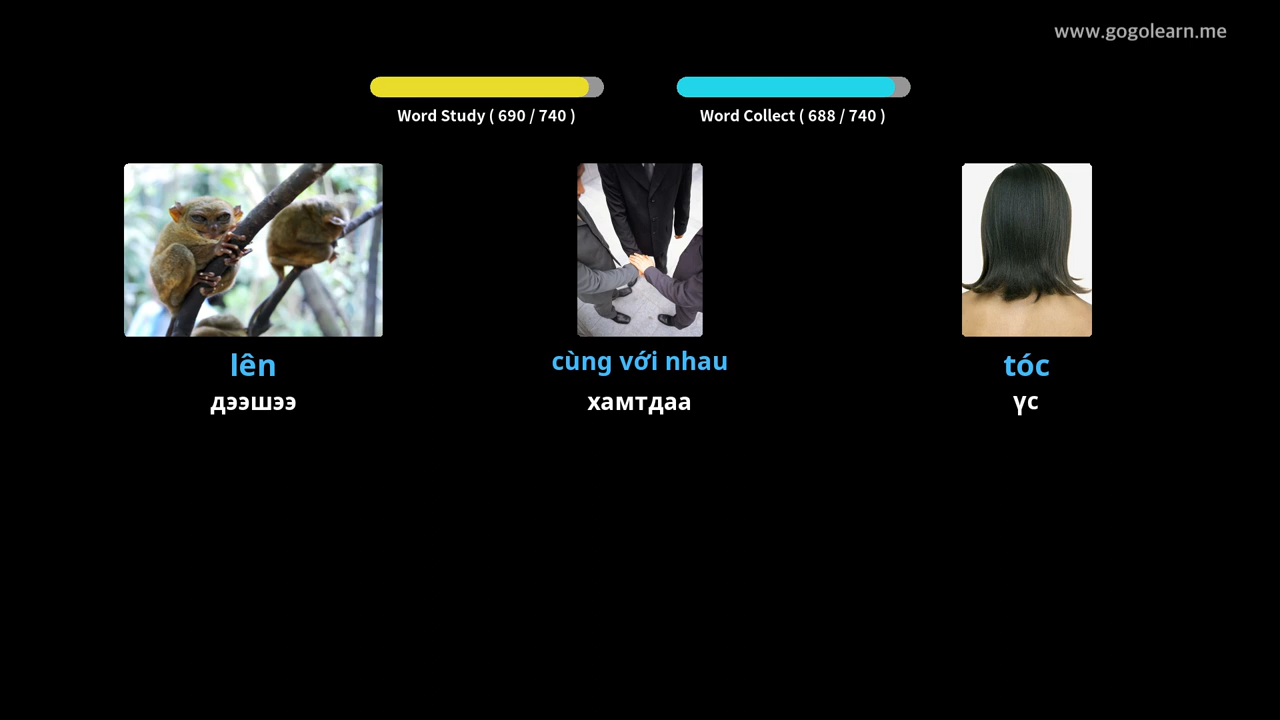 www.gogolearn.me
Word Study ( 690 / 740 )
Word Collect ( 688 / 740 )
lên
дээшээ
cùng với nhau
хамтдаа
tóc
үс